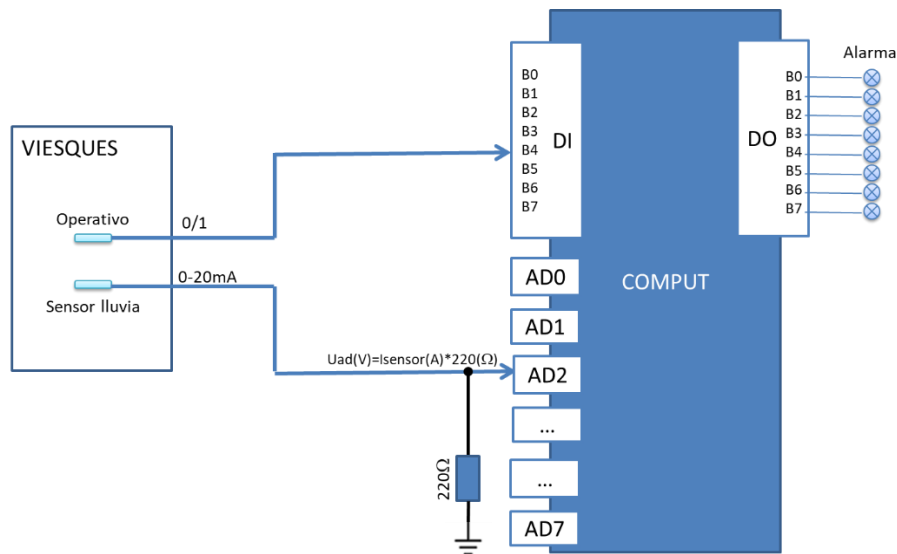 VIESQUES
Operativo
0/1
Sensor lluvia
0-20mA
Uad(V)=Isensor(A)*220(Ω)
220Ω
B0
B1
B2
B3
B4
B5
B6
B7
DI
AD0
AD1
AD2
...
...
AD7
COMPUT
DO
B0
B1
B2
B3
B4
B5
B6
B7
Alarma